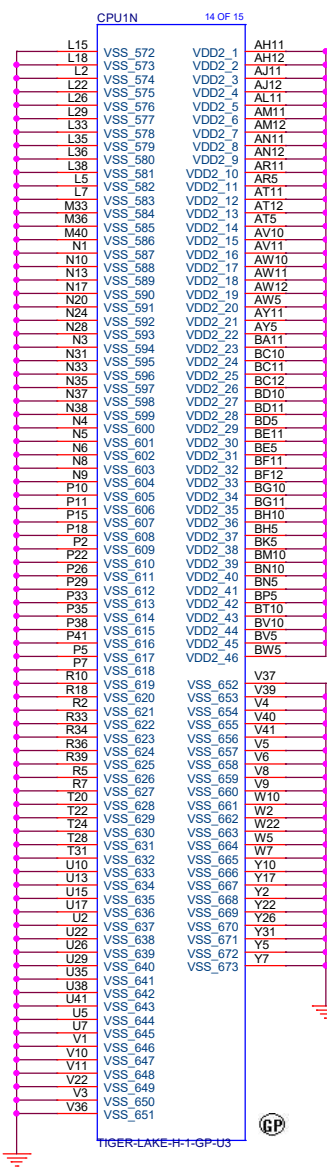 CPU1N 14 OF 15
L15 VSS_572 VDD2_1 AH11
L18 VSS_573 VDD2_2 AH12
L2 VSS_574 VDD2_3 AJ11
L22 VSS_575 VDD2_4 AJ12
L26 VSS_576 VDD2_5 AL11
L29 VSS_577 VDD2_6 AM11
L33 VSS_578 VDD2_7 AM12
L35 VSS_579 VDD2_8 AN11
L36 VSS_580 VDD2_9 AN12
L38 VSS_581 VDD2_10 AR11
L5 VSS_582 VDD2_11 AR5
L7 VSS_583 VDD2_12 AT11
M33 VSS_584 VDD2_13 AT12
M36 VSS_585 VDD2_14 AT5
M40 VSS_586 VDD2_15 AV10
N1 VSS_587 VDD2_16 AV11
N10 VSS_588 VDD2_17 AW10
N13 VSS_589 VDD2_18 AW11
N17 VSS_590 VDD2_19 AW12
N20 VSS_591 VDD2_20 AW5
N24 VSS_592 VDD2_21 AY11
N28 VSS_593 VDD2_22 AY5
N3 VSS_594 VDD2_23 BA11
N31 VSS_595 VDD2_24 BC10
N33 VSS_596 VDD2_25 BC11
N35 VSS_597 VDD2_26 BC12
N37 VSS_598 VDD2_27 BD10
N38 VSS_599 VDD2_28 BD11
N4 VSS_600 VDD2_29 BD5
N5 VSS_601 VDD2_30 BE11
N6 VSS_602 VDD2_31 BE5
N8 VSS_603 VDD2_32 BF11
N9 VSS_604 VDD2_33 BF12
P10 VSS_605 VDD2_34 BG10
P11 VSS_606 VDD2_35 BG11
P15 VSS_607 VDD2_36 BH10
P18 VSS_608 VDD2_37 BH5
P2 VSS_609 VDD2_38 BK5
P22 VSS_610 VDD2_39 BM10
P26 VSS_611 VDD2_40 BN10
P29 VSS_612 VDD2_41 BN5
P33 VSS_613 VDD2_42 BP5
P35 VSS_614 VDD2_43 BT10
P38 VSS_615 VDD2_44 BV10
P41 VSS_616 VDD2_45 BV5
P5 VSS_617 VDD2_46 BW5
P7 VSS_618
R10 VSS_619 VSS_652 V37
R18 VSS_620 VSS_653 V39
R2 VSS_621 VSS_654 V4
R33 VSS_622 VSS_655 V40
R34 VSS_623 VSS_656 V41
R36 VSS_624 VSS_657 V5
R39 VSS_625 VSS_658 V6
R5 VSS_626 VSS_659 V8
R7 VSS_627 VSS_660 V9
T20 VSS_628 VSS_661 W10
T22 VSS_629 VSS_662 W2
T24 VSS_630 VSS_663 W22
T28 VSS_631 VSS_664 W5
T31 VSS_632 VSS_665 W7
U10 VSS_633 VSS_666 Y10
U13 VSS_634 VSS_667 Y17
U15 VSS_635 VSS_668 Y2
U17 VSS_636 VSS_669 Y22
U2 VSS_637 VSS_670 Y26
U22 VSS_638 VSS_671 Y31
U26 VSS_639 VSS_672 Y5
U29 VSS_640 VSS_673 Y7
U35 VSS_641
U38 VSS_642
U41 VSS_643
U5 VSS_644
U7 VSS_645
V1 VSS_646
V10 VSS_647
V11 VSS_648
V22 VSS_649
V3 VSS_650
V36 VSS_651
GP
TIGER-LAKE-H-1-GP-U3